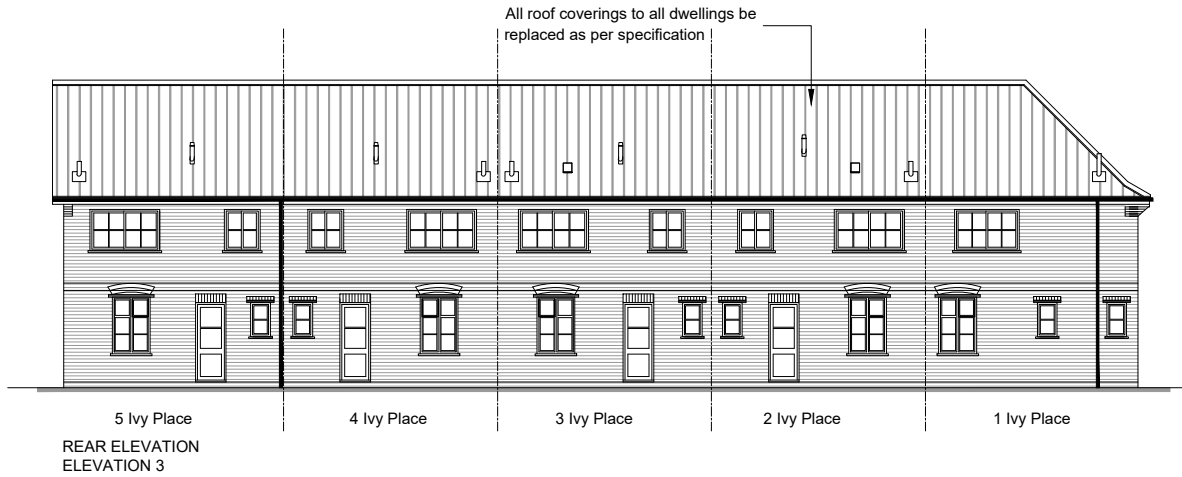 All roof coverings to all dwellings be
replaced as per specification
5 Ivy Place
4 Ivy Place
3 Ivy Place
2 Ivy Place
1 Ivy Place
REAR ELEVATION
ELEVATION 3